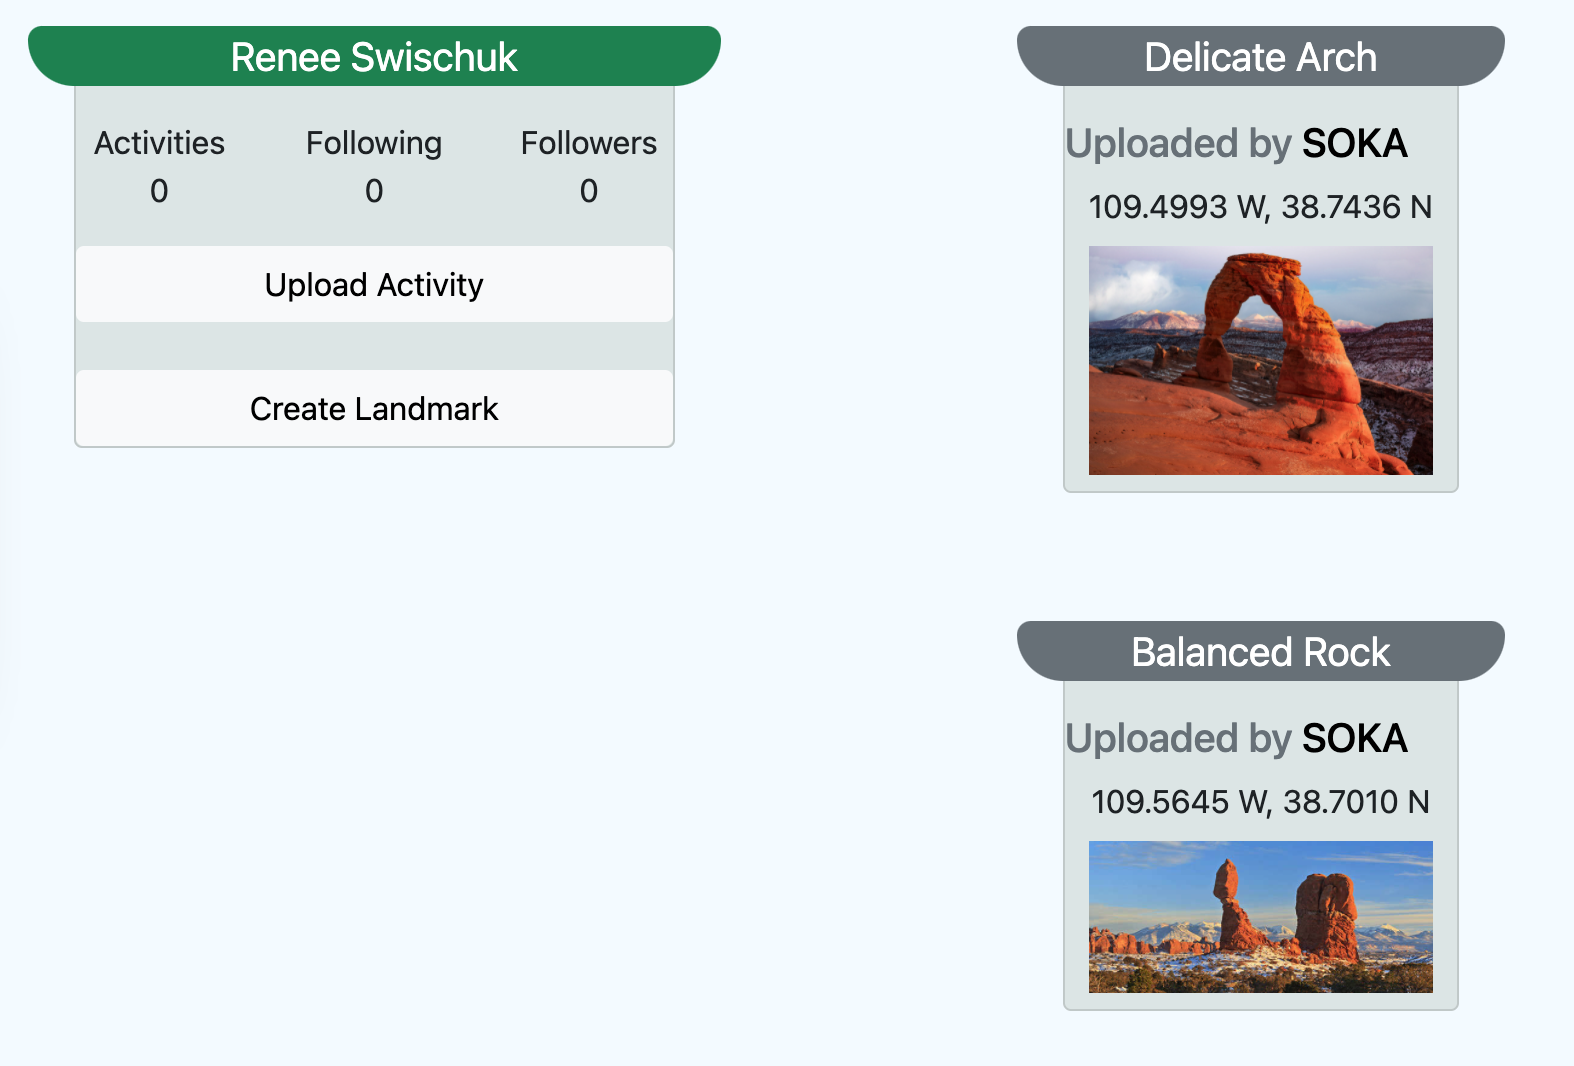 Renee Swischuk
Activities Following Followers
0 0 0
Upload Activity
Create Landmark
Delicate Arch
Uploaded by SOKA
109.4993 W, 38.7436 N
Balanced Rock
Uploaded by SOKA
109.5645 W, 38.7010 N